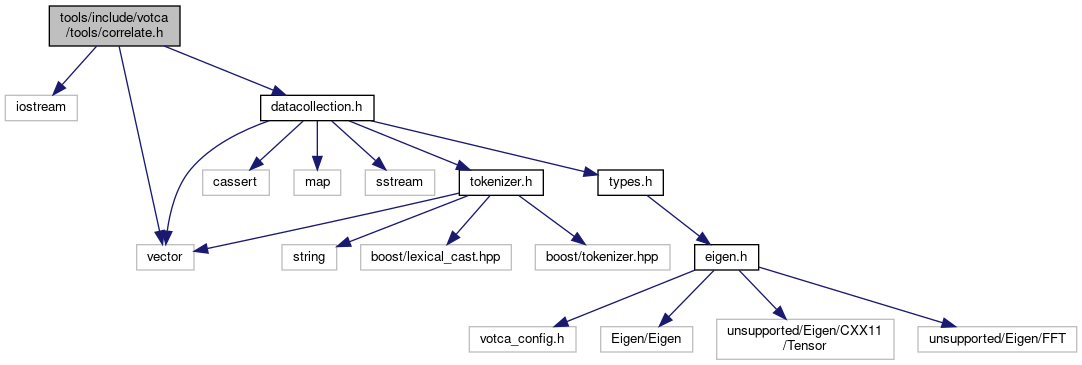 tools/include/votca
/tools/correlate.h
iostream
datacollection.h
cassert
map
sstream
tokenizer.h
types.h
vector
string
boost/lexical_cast.hpp
boost/tokenizer.hpp
eigen.h
votca_config.h
Eigen/Eigen
unsupported/Eigen/CXX11
/Tensor
unsupported/Eigen/FFT